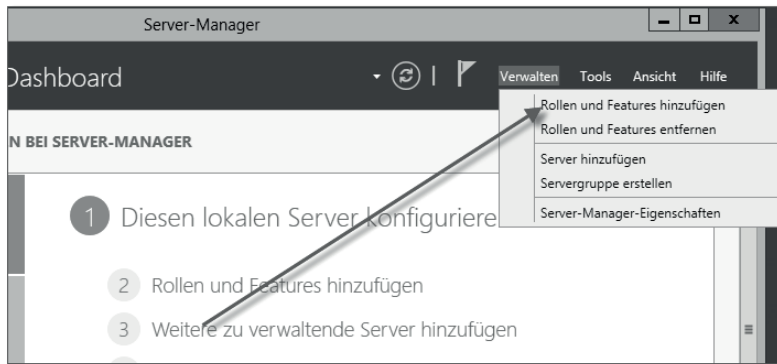 Server-Manager
Dashboard
Verwalten Tools Ansicht Hilfe
Rollen und Features hinzufügen
Rollen und Features entfernen
N BEI SERVER-MANAGER
Server hinzufügen
Servergruppe erstellen
Server-Manager-Eigenschaften
1 Diesen lokalen Server konfiguriere
2 Rollen und Features hinzufügen
3 Weitere zu verwaltende Server hinzufügen